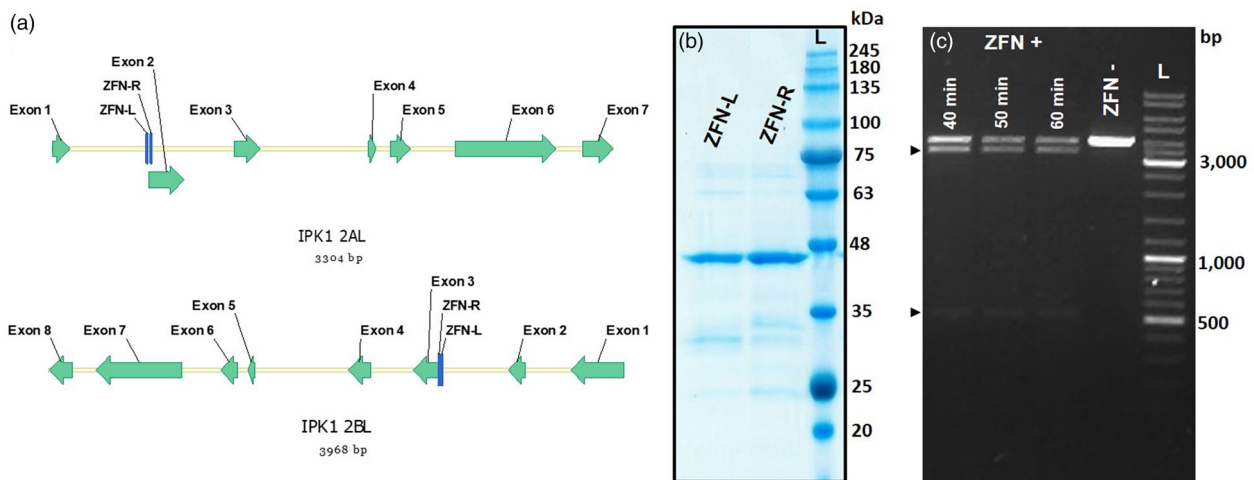 (a)
Exon 2
ZFN-R
ZFN-L
Exon 1
Exon 3
Exon 4
Exon 5
Exon 6
Exon 7
IPK1 2AL
3304 bp
Exon 8
Exon 7
Exon 6
Exon 5
Exon 4
Exon 3
ZFN-R
ZFN-L
Exon 2
Exon 1
IPK1 2BL
3968 bp
(b)
ZFN-L
ZFN-R
L
kDa
245
180
135
100
75
63
48
35
25
20
(c)
ZFN +
40 min
50 min
60 min
ZFN -
L
bp
3,000
1,000
500